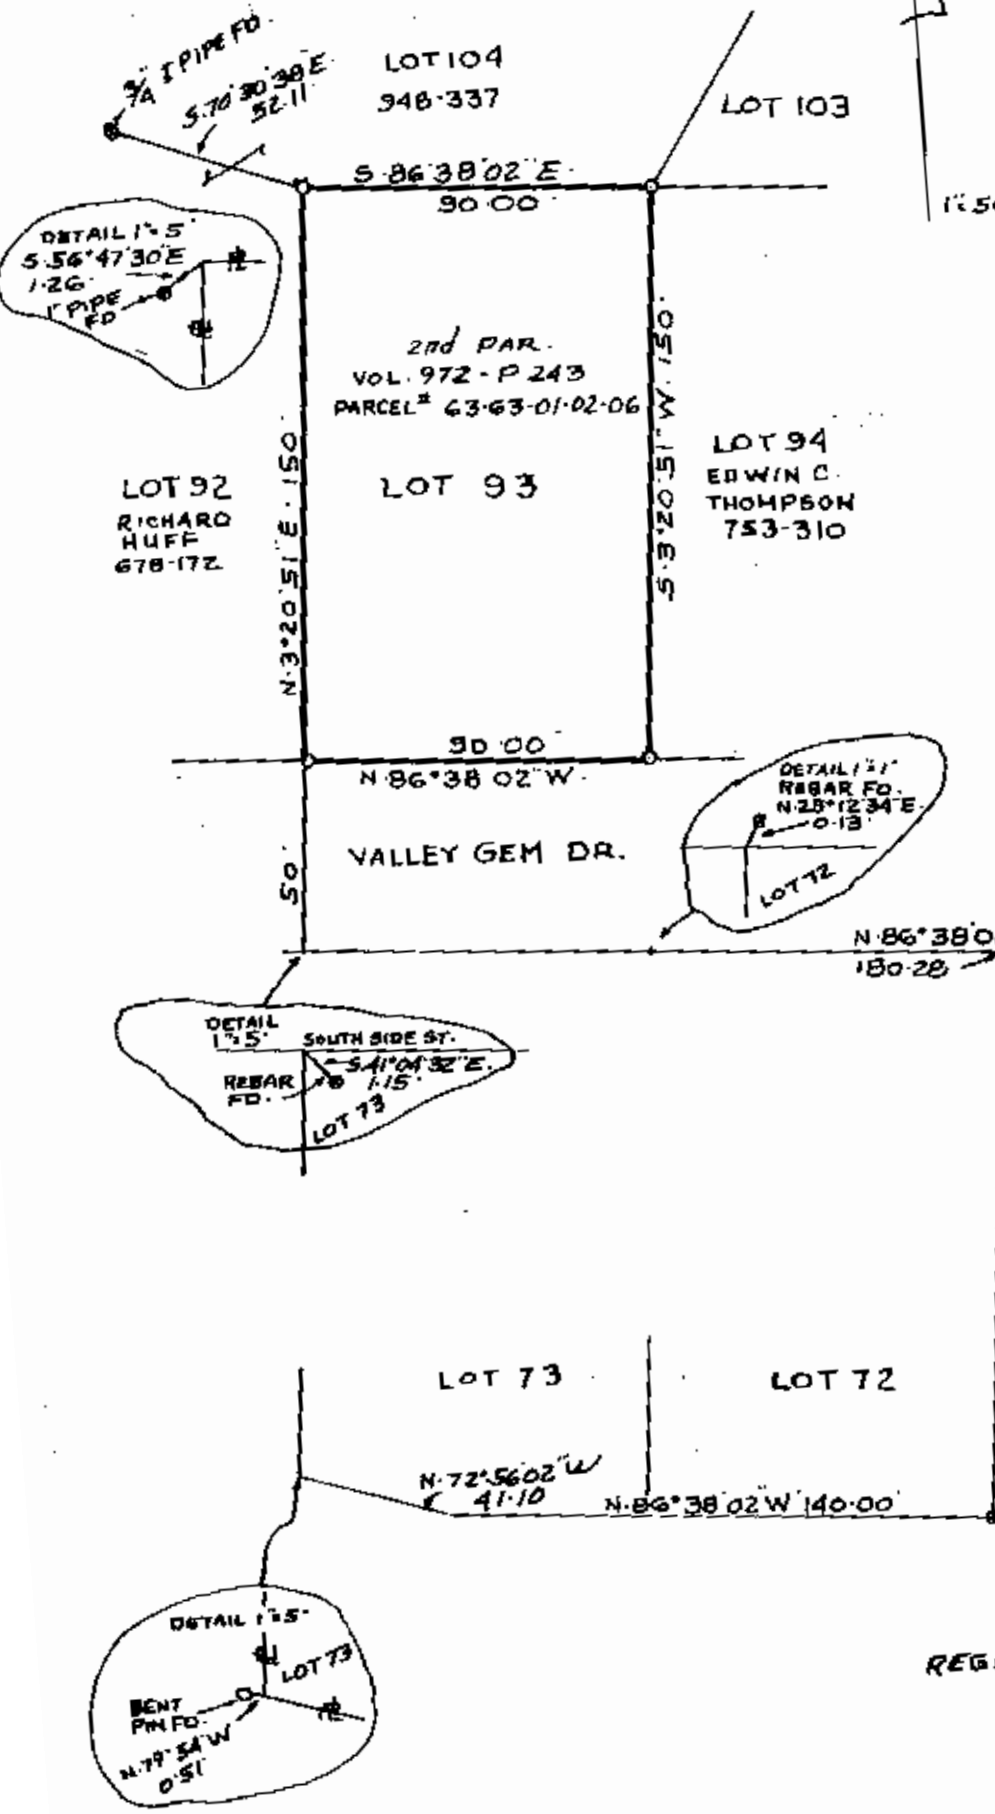 3/4" I PIPE FD.
S.70°30'38"E.
52.11'
LOT 104
948-337
LOT 103
S.86°38'02"E.
90.00'
DETAIL 1"=5'
S.56°47'30"E
1.26'
1" PIPE
FD
2nd PAR.
VOL. 972 - P 243
PARCEL# 63-63-01-02-06
LOT 93
N.3°20'51"E. 150'
S.3°20'51"W. 150'
LOT 92
RICHARD
HUFF
678-172
LOT 94
EDWIN C.
THOMPSON
753-310
90.00'
N.86°38'02"W.
DETAIL 1"=1'
REBAR FD.
N.28°12'34"E.
0.13'
LOT 72
VALLEY GEM DR.
50'
N.86°38'0
180.28
DETAIL
1"=5'
SOUTH SIDE ST.
S.41°04'32"E.
1.15'
REBAR
FD.
LOT 73
LOT 73
LOT 72
N.72°56'02"W
41.10
N.86°38'02"W 140.00'
DETAIL 1"=5'
LOT 73
BENT
PIN FD.
N.79°54'W
0.51'
REG.